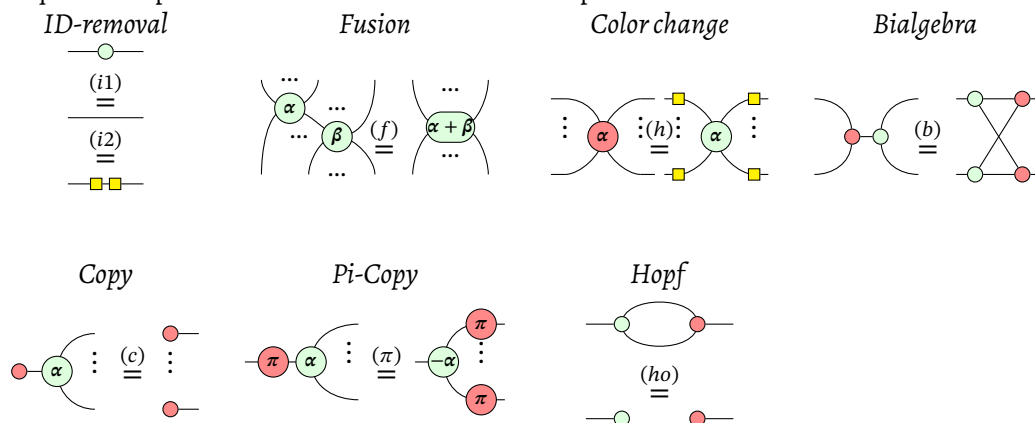 ID-removal
Fusion
Color change
Bialgebra
(i1)
=
(i2)
=
...
α
...
...
β
...
(f)
=
...
α + β
...
⋮
α
⋮
(h)
=
⋮
α
⋮
(b)
=
Copy
Pi-Copy
Hopf
α
⋮
(c)
=
⋮
π
α
⋮
(π)
=
−α
π
⋮
π
(ho)
=